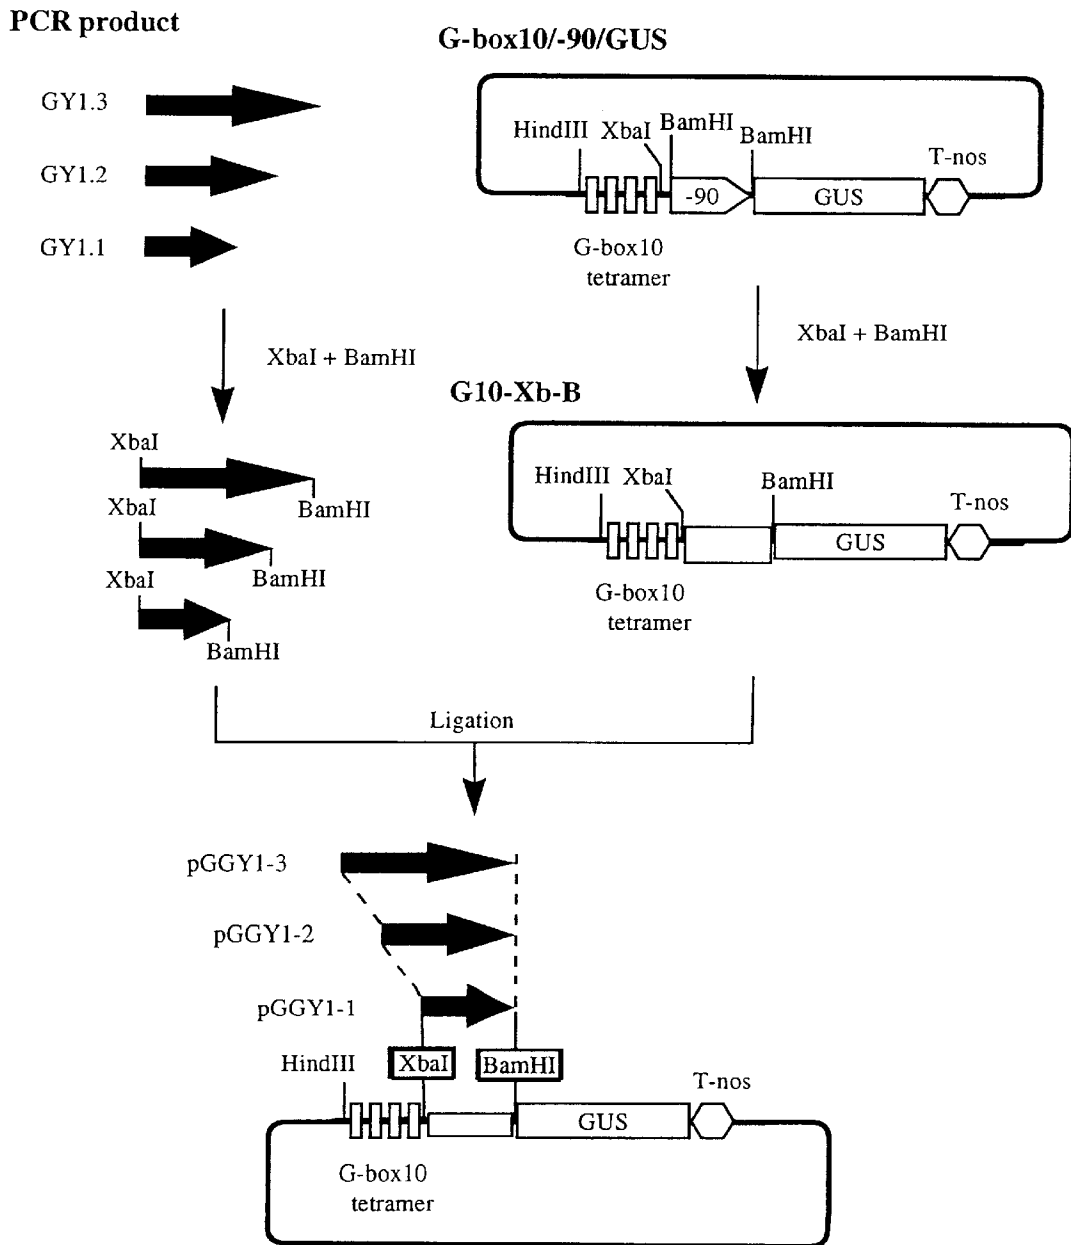 PCR product
G-box10/-90/GUS
GY1.3
GY1.2
GY1.1
HindIII XbaI BamHI BamHI T-nos
-90 GUS
G-box10
tetramer
XbaI + BamHI
XbaI + BamHI
G10-Xb-B
XbaI
BamHI
XbaI
BamHI
XbaI
BamHI
HindIII XbaI BamHI T-nos
GUS
G-box10
tetramer
Ligation
pGGY1-3
pGGY1-2
pGGY1-1
HindIII XbaI BamHI T-nos
GUS
G-box10
tetramer